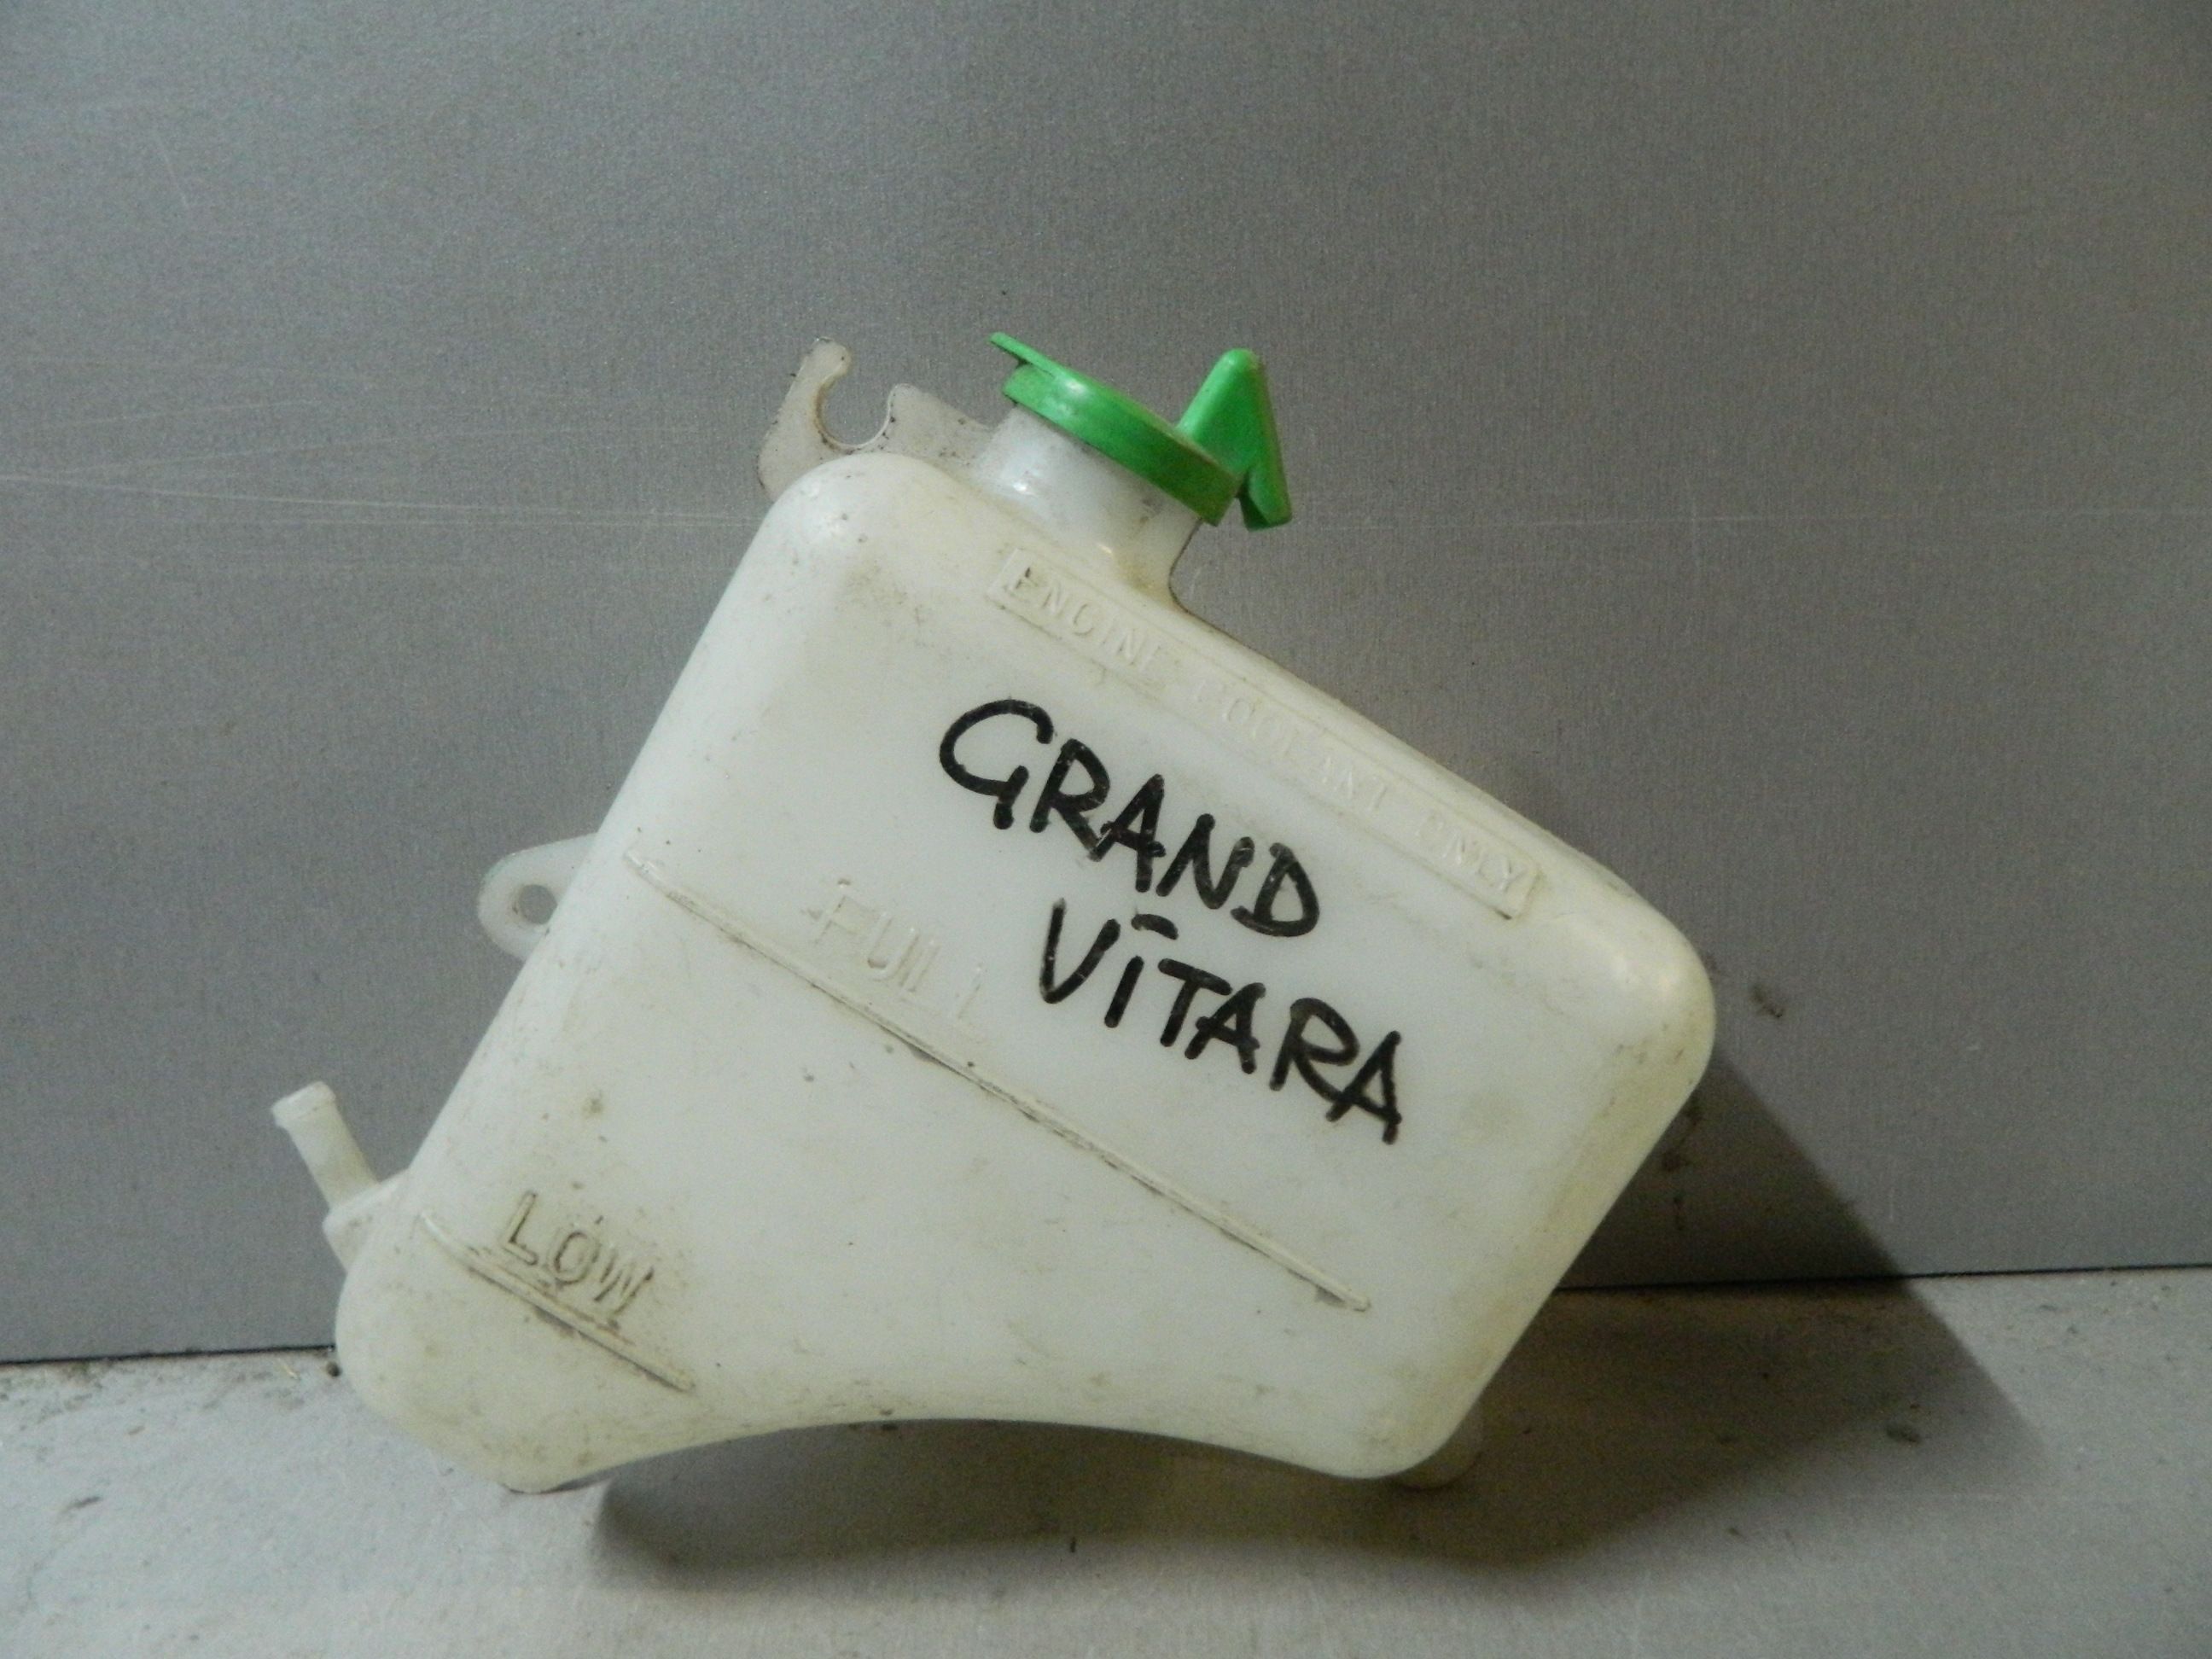 ENGINE COOLANT ONLY
GRAND
VITARA
FULL
LOW